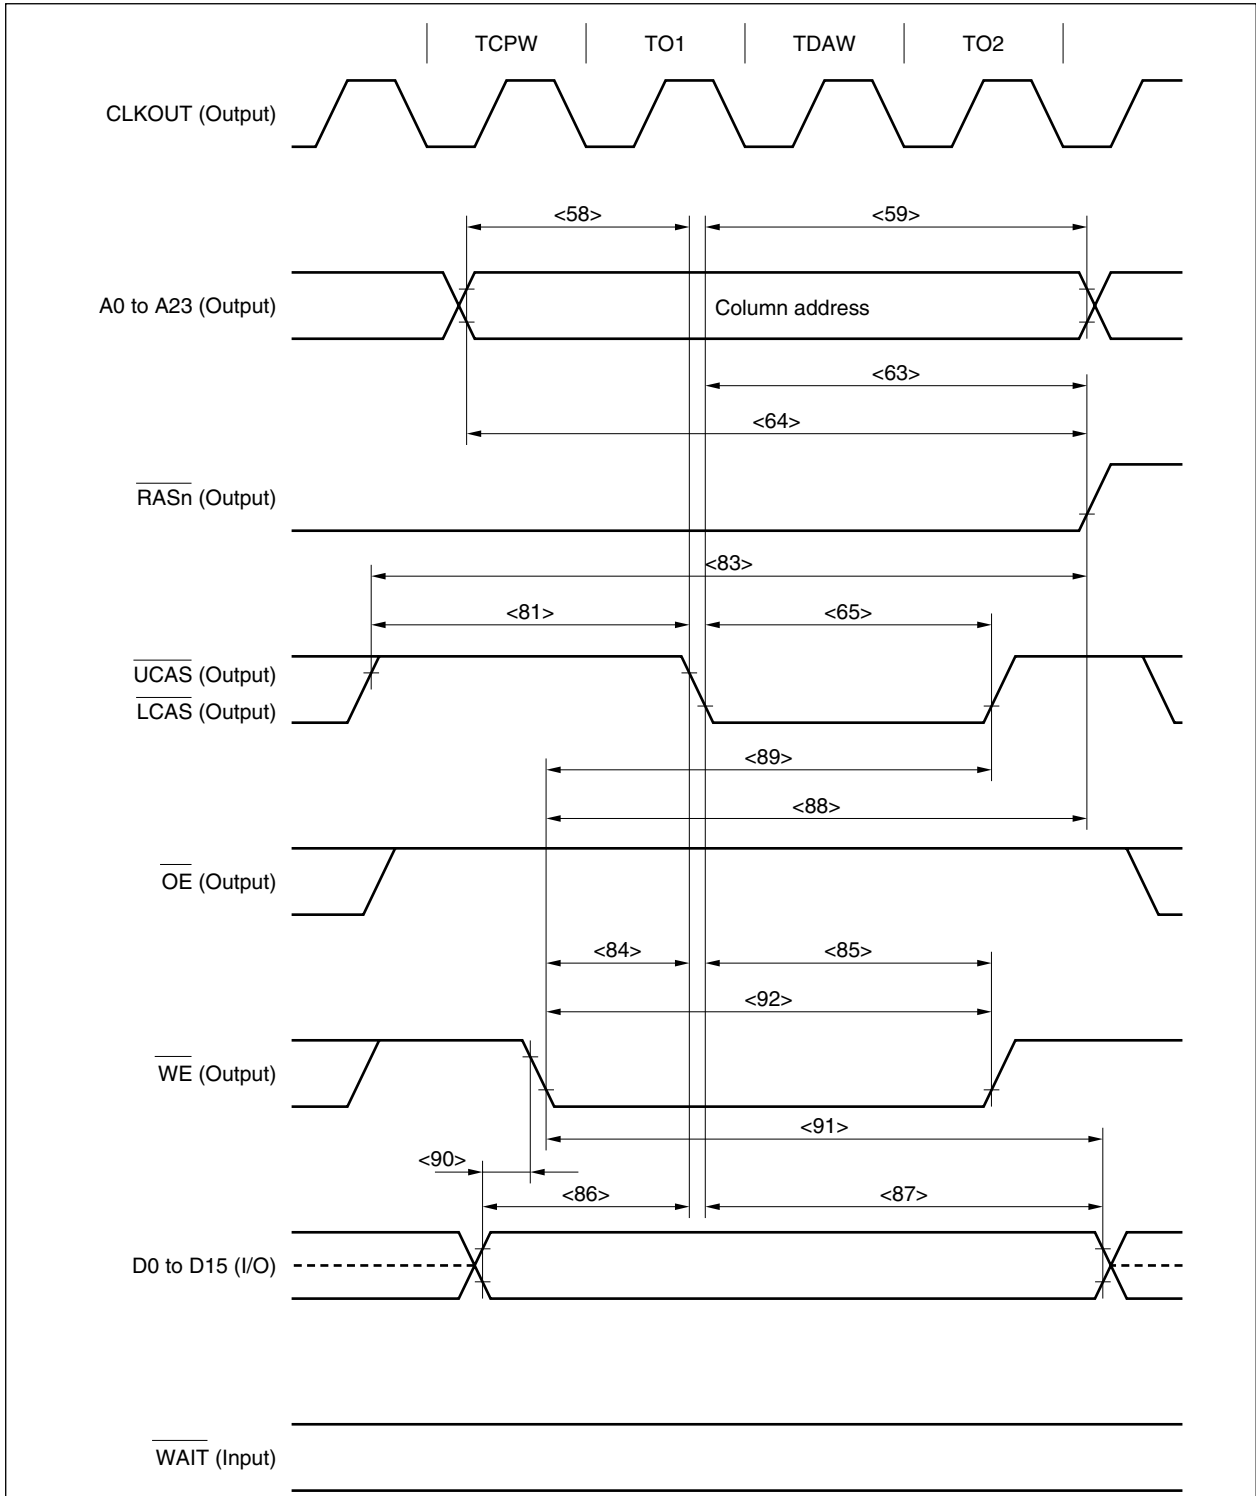 TCPW TO1 TDAW TO2
CLKOUT (Output)
<58> <59>
A0 to A23 (Output) Column address
<63>
<64>
RASn (Output)
<83>
<81> <65>
UCAS (Output)
LCAS (Output)
<89>
<88>
OE (Output)
<84> <85>
<92>
WE (Output)
<91>
<90>
<86> <87>
D0 to D15 (I/O)
WAIT (Input)